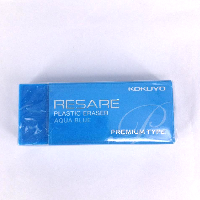 KOKUYO
RESARE
PLASTIC ERASER
AQUA BLUE
PREMIUM TYPE